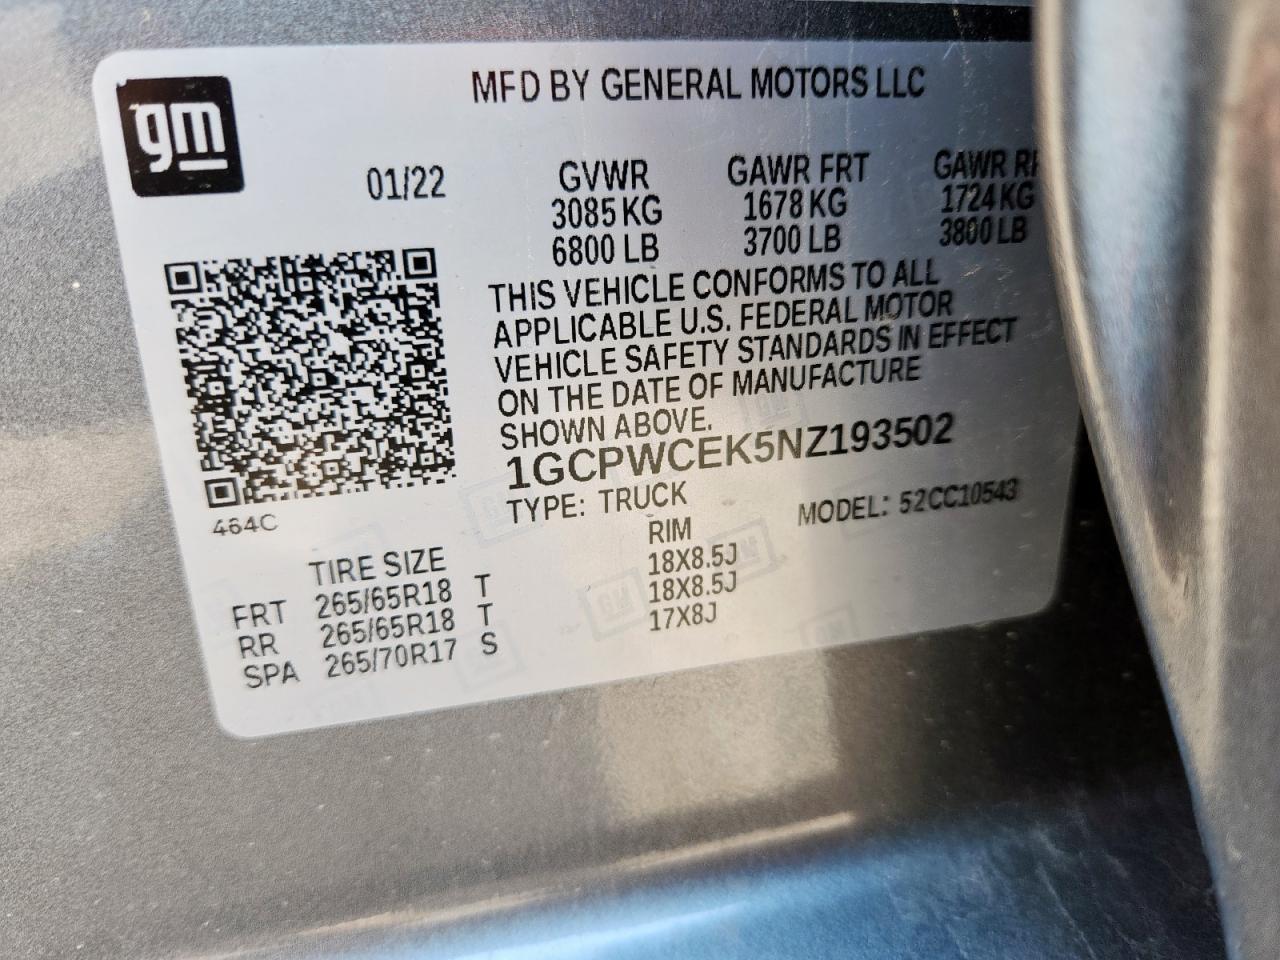 gm
MFD BY GENERAL MOTORS LLC
01/22
GVWR GAWR FRT GAWR
3085 KG 1678 KG 1724 KG
6800 LB 3700 LB 3800 LB
THIS VEHICLE CONFORMS TO ALL
APPLICABLE U.S. FEDERAL MOTOR
VEHICLE SAFETY STANDARDS IN EFFECT
ON THE DATE OF MANUFACTURE
SHOWN ABOVE.
1GCPWCEK5NZ193502
TYPE: TRUCK MODEL: 52CC10543
464C
TIRE SIZE RIM
FRT 265/65R18 T 18X8.5J
RR 265/65R18 T 18X8.5J
SPA 265/70R17 S 17X8J